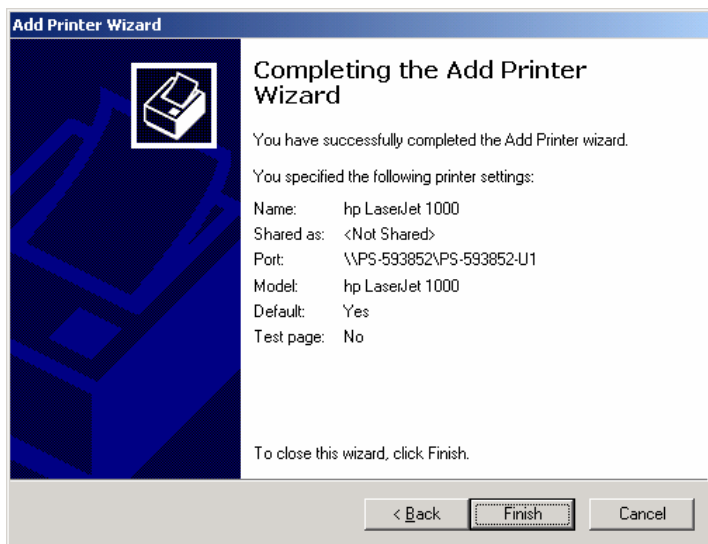 Add Printer Wizard
Completing the Add Printer
Wizard
You have successfully completed the Add Printer wizard.
You specified the following printer settings:
Name: hp LaserJet 1000
Shared as: <Not Shared>
Port: \\PS-593852\PS-593852-U1
Model: hp LaserJet 1000
Default: Yes
Test page: No
To close this wizard, click Finish.
< Back Finish Cancel